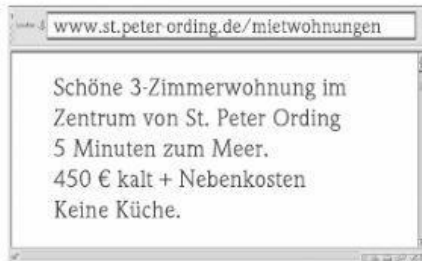 www.st.peter-ording.de/mietwohnungen
Schöne 3-Zimmerwohnung im
Zentrum von St. Peter Ording
5 Minuten zum Meer.
450 € kalt + Nebenkosten
Keine Küche.